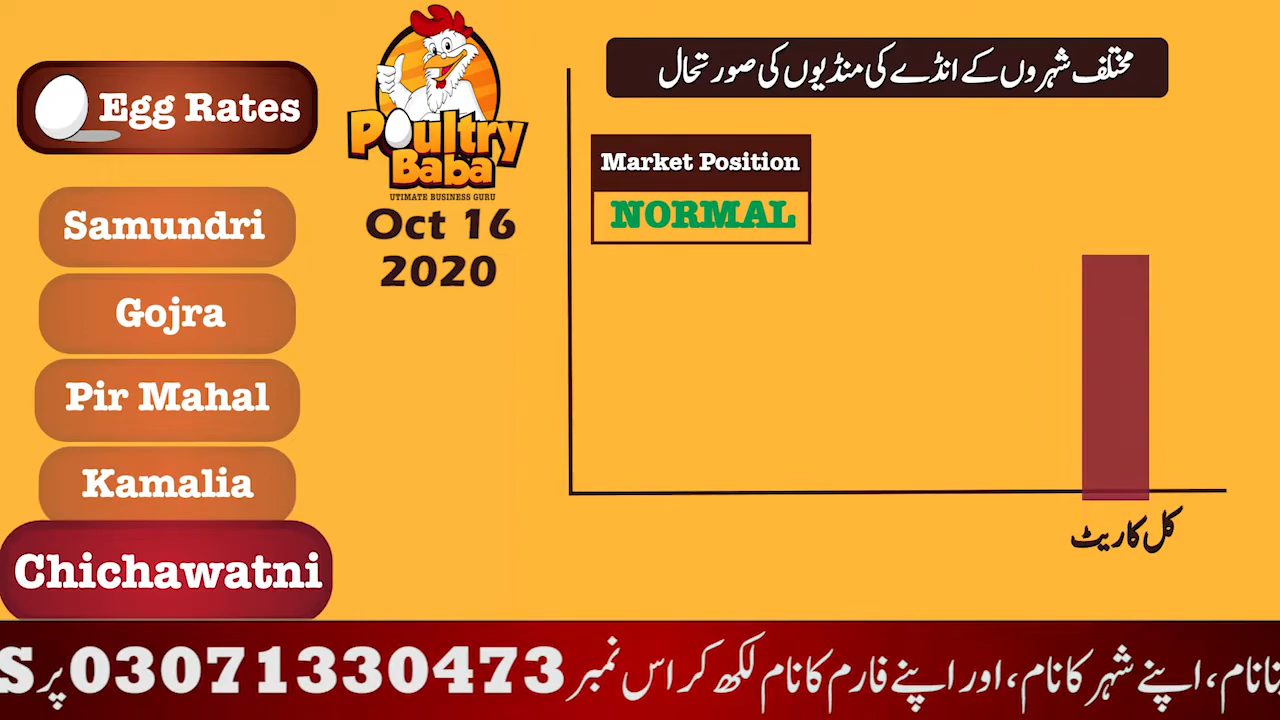 Egg Rates
Samundri
Gojra
Pir Mahal
Kamalia
Chichawatni
Poultry
Baba
UTIMATE BUSINESS GURU
Oct 16
2020
مختلف شہروں کے انڈے کی منڈیوں کی صورتحال
Market Position
NORMAL
کل کا ریٹ
نام، اپنے شہر کا نام، اور اپنے فارم کا نام لکھ کر اس نمبر 03071330473 پر S